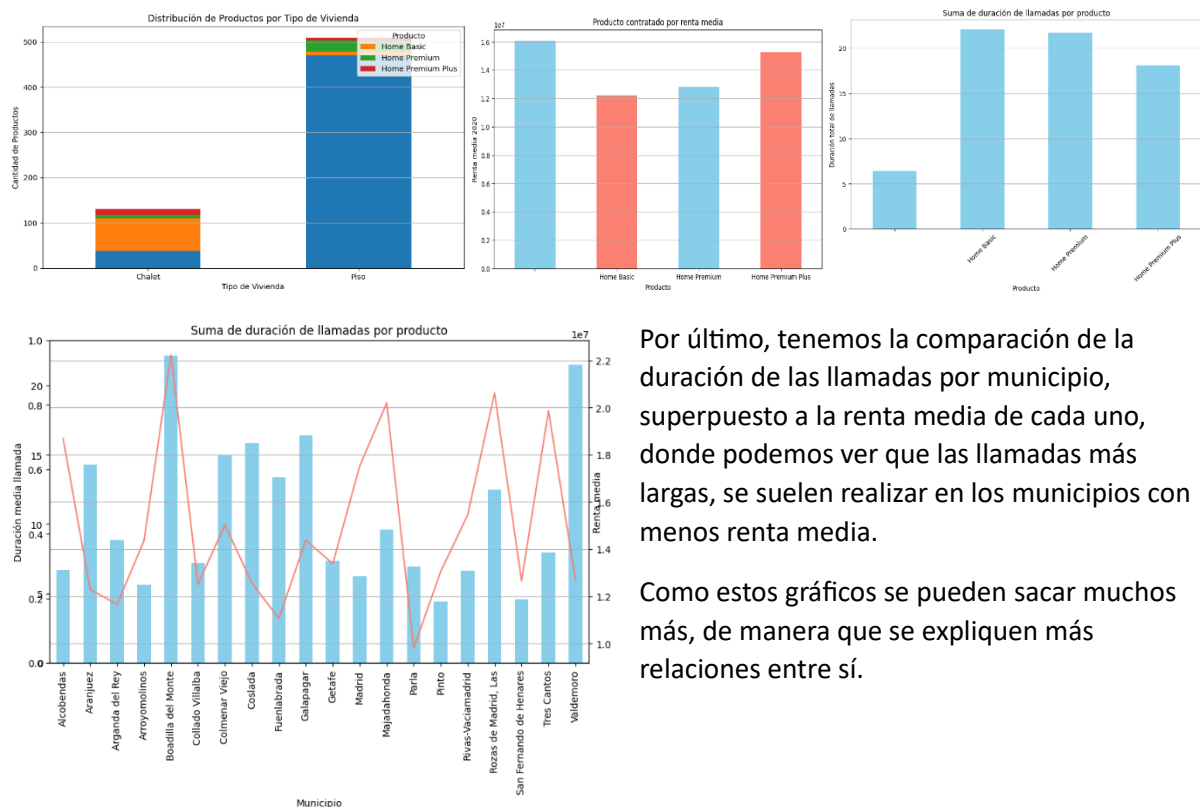 Distribución de Productos por Tipo de Vivienda
Cantidad de Productos
500
400
300
200
100
0
Producto
Home Basic
Home Premium
Home Premium Plus
Chalet
Piso
Tipo de Vivienda
Producto contratado por renta media
1e7
Renta media 2020
1.6
1.4
1.2
1.0
0.8
0.6
0.4
0.2
0.0
Home Basic
Home Premium
Home Premium Plus
Producto
Suma de duración de llamadas por producto
Duración total de llamadas
20
15
10
5
0
Home Basic
Home Premium
Home Premium Plus
Producto
Suma de duración de llamadas por producto
1e7
Duración media llamada
1.0
20
0.8
15
0.6
10
0.4
5
0.2
0.0
0
Renta media
2.2
2.0
1.8
1.6
1.4
1.2
1.0
Alcobendas
Aranjuez
Arganda del Rey
Arroyomolinos
Boadilla del Monte
Collado Villalba
Colmenar Viejo
Coslada
Fuenlabrada
Galapagar
Getafe
Madrid
Majadahonda
Parla
Pinto
Rivas-Vaciamadrid
Rozas de Madrid, Las
San Fernando de Henares
Tres Cantos
Valdemoro
Municipio
Por último, tenemos la comparación de la
duración de las llamadas por municipio,
superpuesto a la renta media de cada uno,
donde podemos ver que las llamadas más
largas, se suelen realizar en los municipios con
menos renta media.
Como estos gráficos se pueden sacar muchos
más, de manera que se expliquen más
relaciones entre sí.